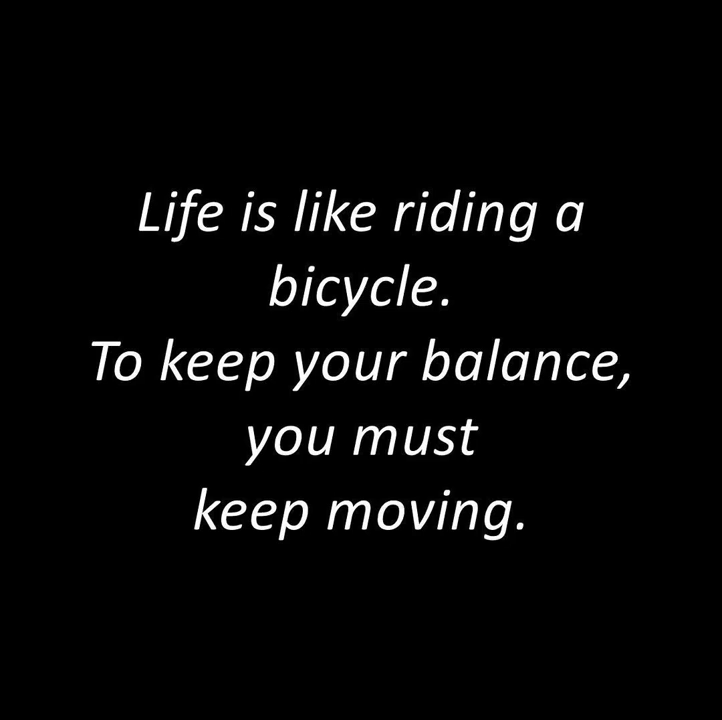 Life is like riding a
bicycle.
To keep your balance,
you must
keep moving.